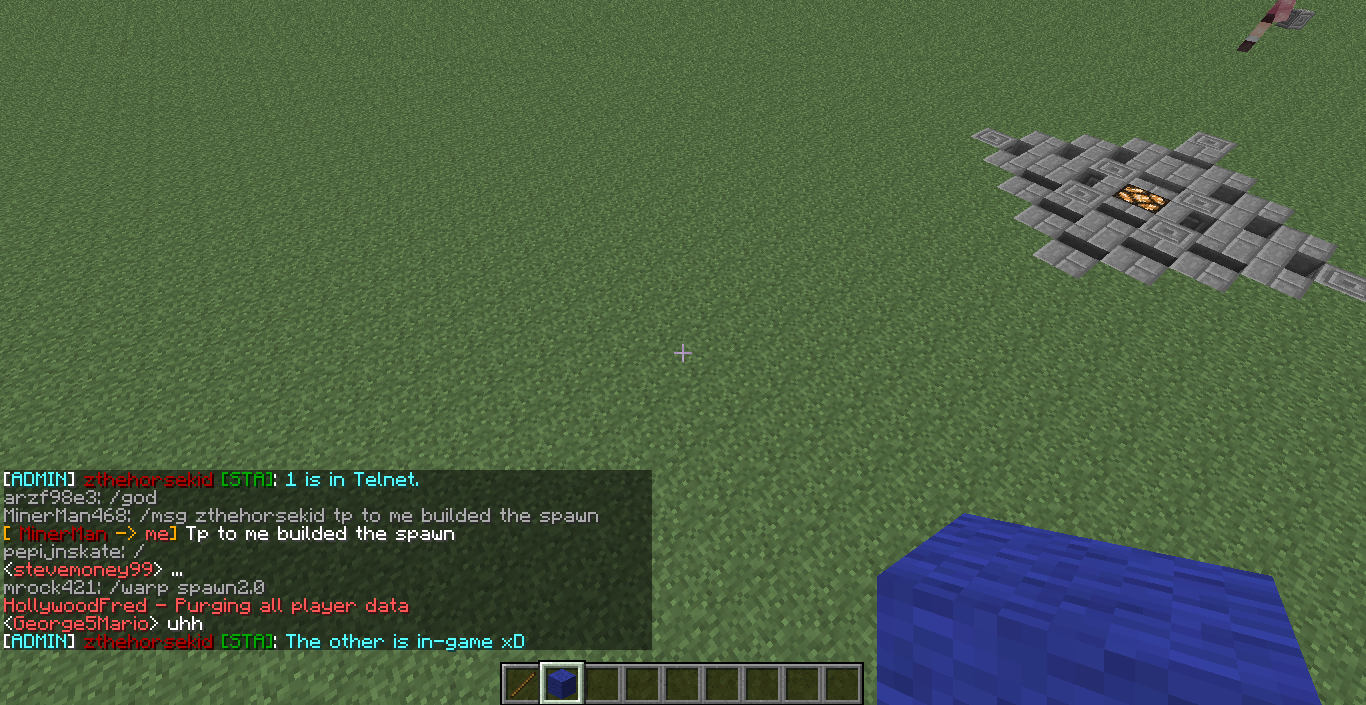 [ADMIN] zthehorsekid [STA]: 1 is in Telnet.
arzf98e3: /god
MinerMan468: /msg zthehorsekid tp to me builded the spawn
[ MinerMan -> me] Tp to me builded the spawn
pepijnskate: /
<stevemoney99> ...
mrock421: /warp spawn2.0
HollywoodFred - Purging all player data
<George5Mario> uhh
[ADMIN] zthehorsekid [STA]: The other is in-game xD